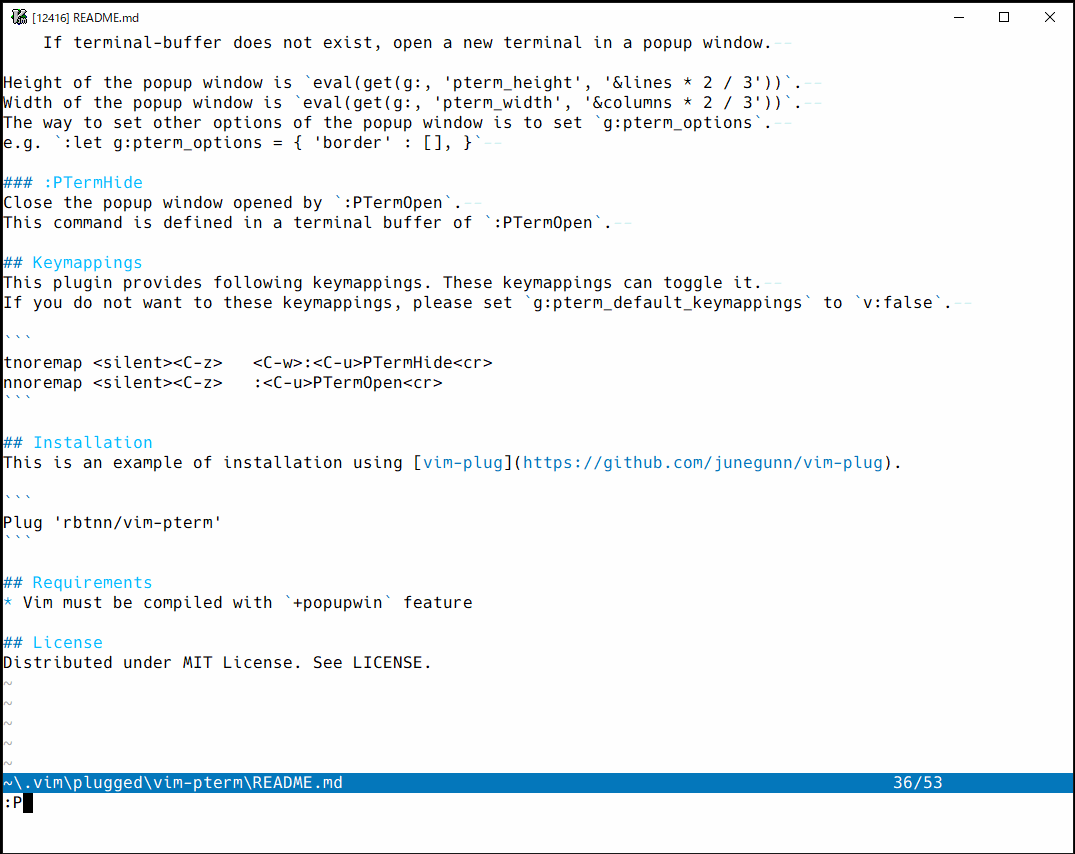 [12416] README.md
If terminal-buffer does not exist, open a new terminal in a popup window.--
Height of the popup window is `eval(get(g:, 'pterm_height', '&lines * 2 / 3'))`.--
Width of the popup window is `eval(get(g:, 'pterm_width', '&columns * 2 / 3'))`.--
The way to set other options of the popup window is to set `g:pterm_options`.--
e.g. `:let g:pterm_options = { 'border' : [], }`--
### :PTermHide
Close the popup window opened by `:PTermOpen`.--
This command is defined in a terminal buffer of `:PTermOpen`.--
## Keymappings
This plugin provides following keymappings. These keymappings can toggle it.--
If you do not want to these keymappings, please set `g:pterm_default_keymappings` to `v:false`.--
```
tnoremap <silent><C-z>   <C-w>:<C-u>PTermHide<cr>
nnoremap <silent><C-z>   :<C-u>PTermOpen<cr>
```
## Installation
This is an example of installation using [vim-plug](https://github.com/junegunn/vim-plug).
```
Plug 'rbtnn/vim-pterm'
```
## Requirements
* Vim must be compiled with `+popupwin` feature
## License
Distributed under MIT License. See LICENSE.
~
~
~
~
~
~\.vim\plugged\vim-pterm\README.md 36/53
:P